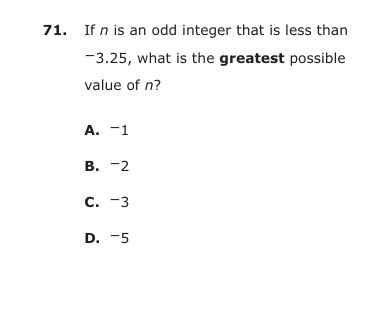 71. If n is an odd integer that is less than
⁻3.25, what is the greatest possible
value of n?
A. ⁻1
B. ⁻2
C. ⁻3
D. ⁻5